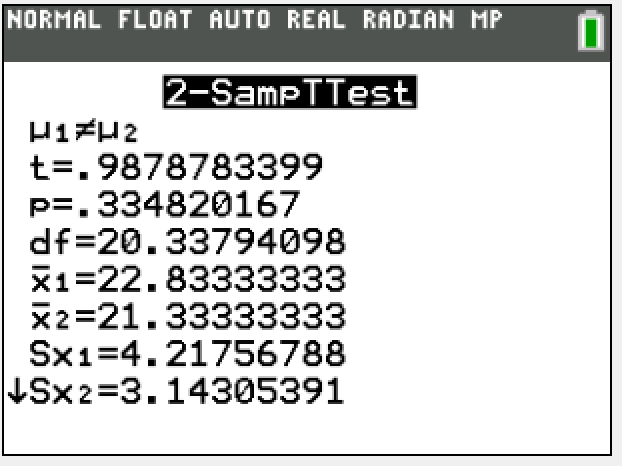 NORMAL FLOAT AUTO REAL RADIAN MP
2-SampTTest
μ1≠μ2
t=.9878783399
p=.334820167
df=20.33794098
x̄1=22.83333333
x̄2=21.33333333
Sx1=4.21756788
↓Sx2=3.14305391